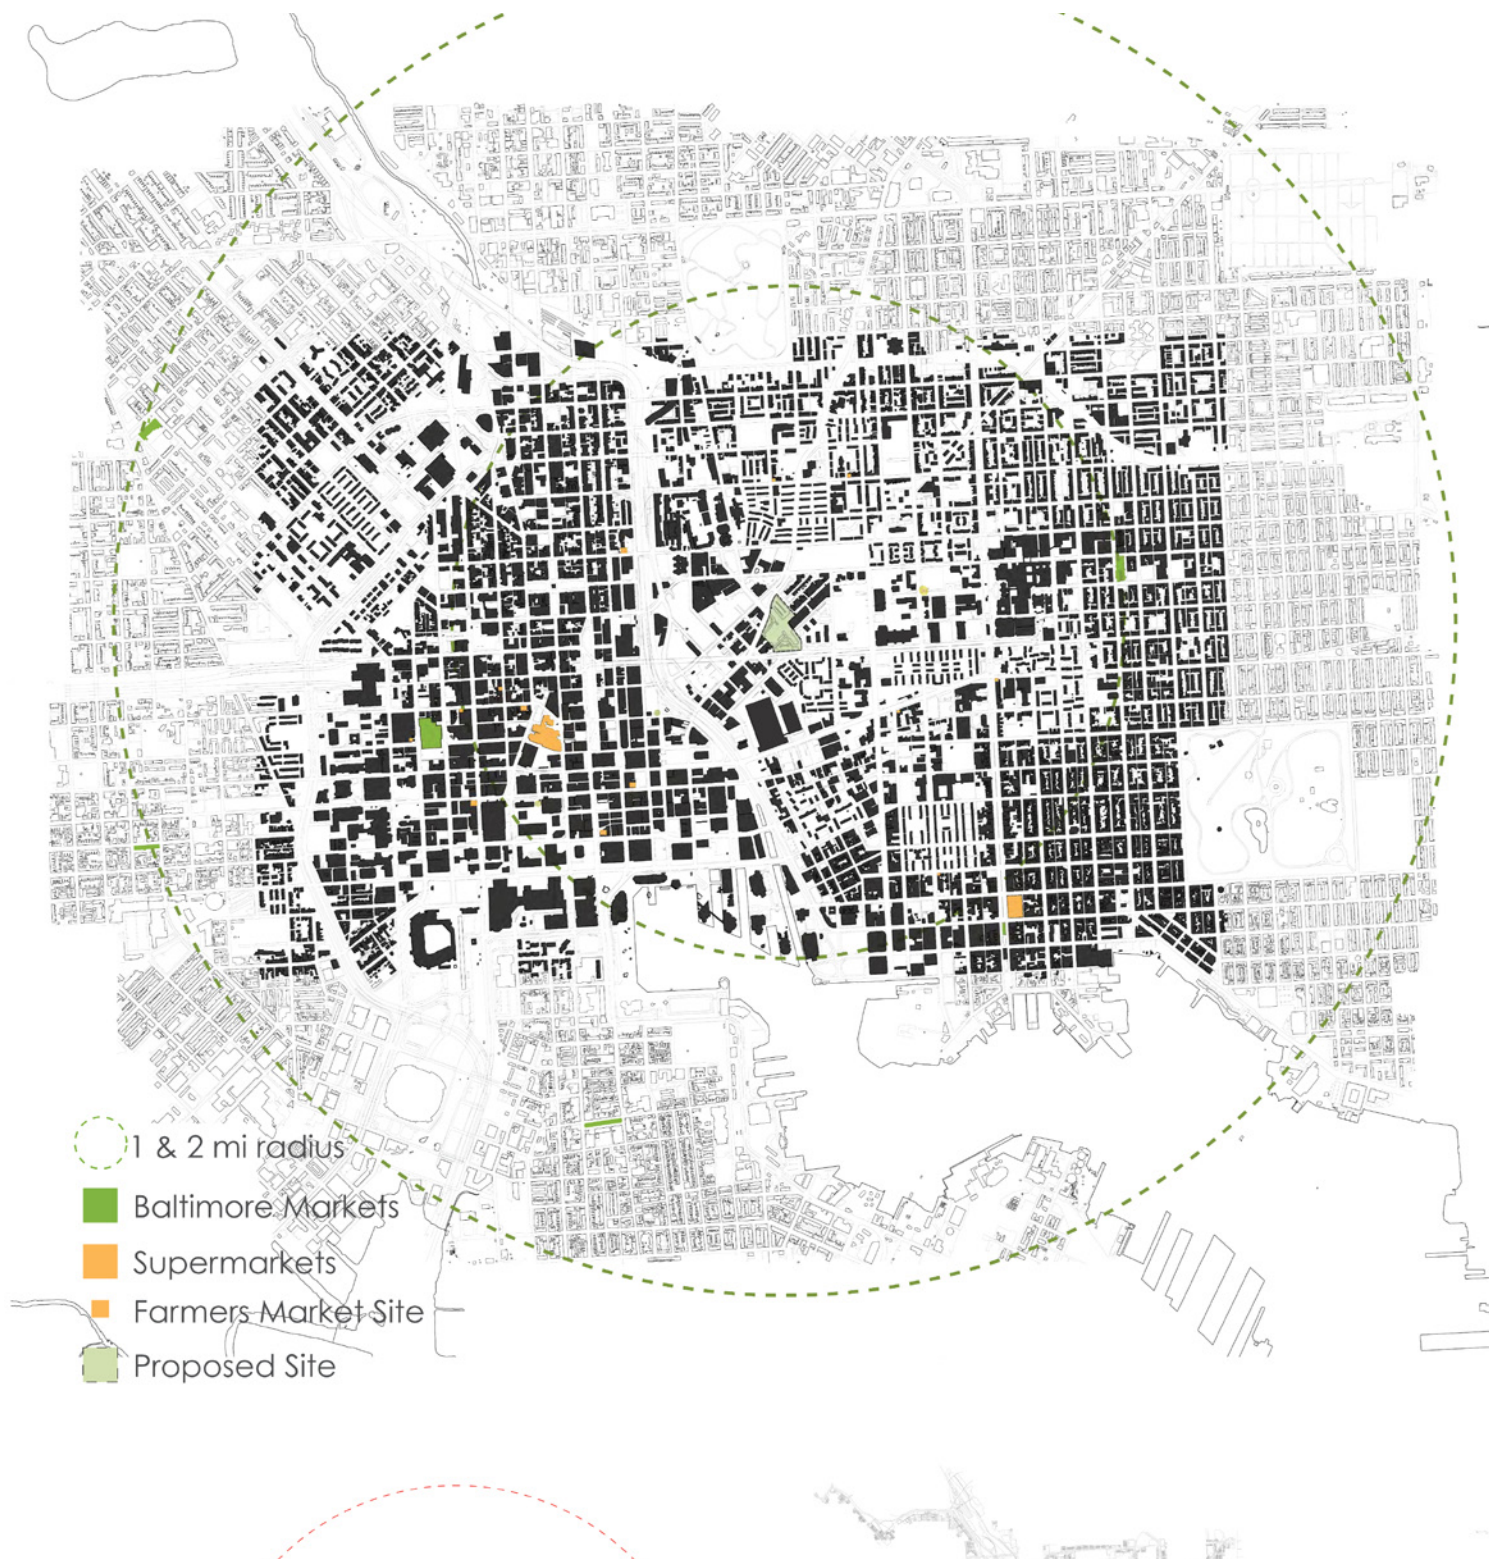 1 & 2 mi radius
Baltimore Markets
Supermarkets
Farmers Market Site
Proposed Site